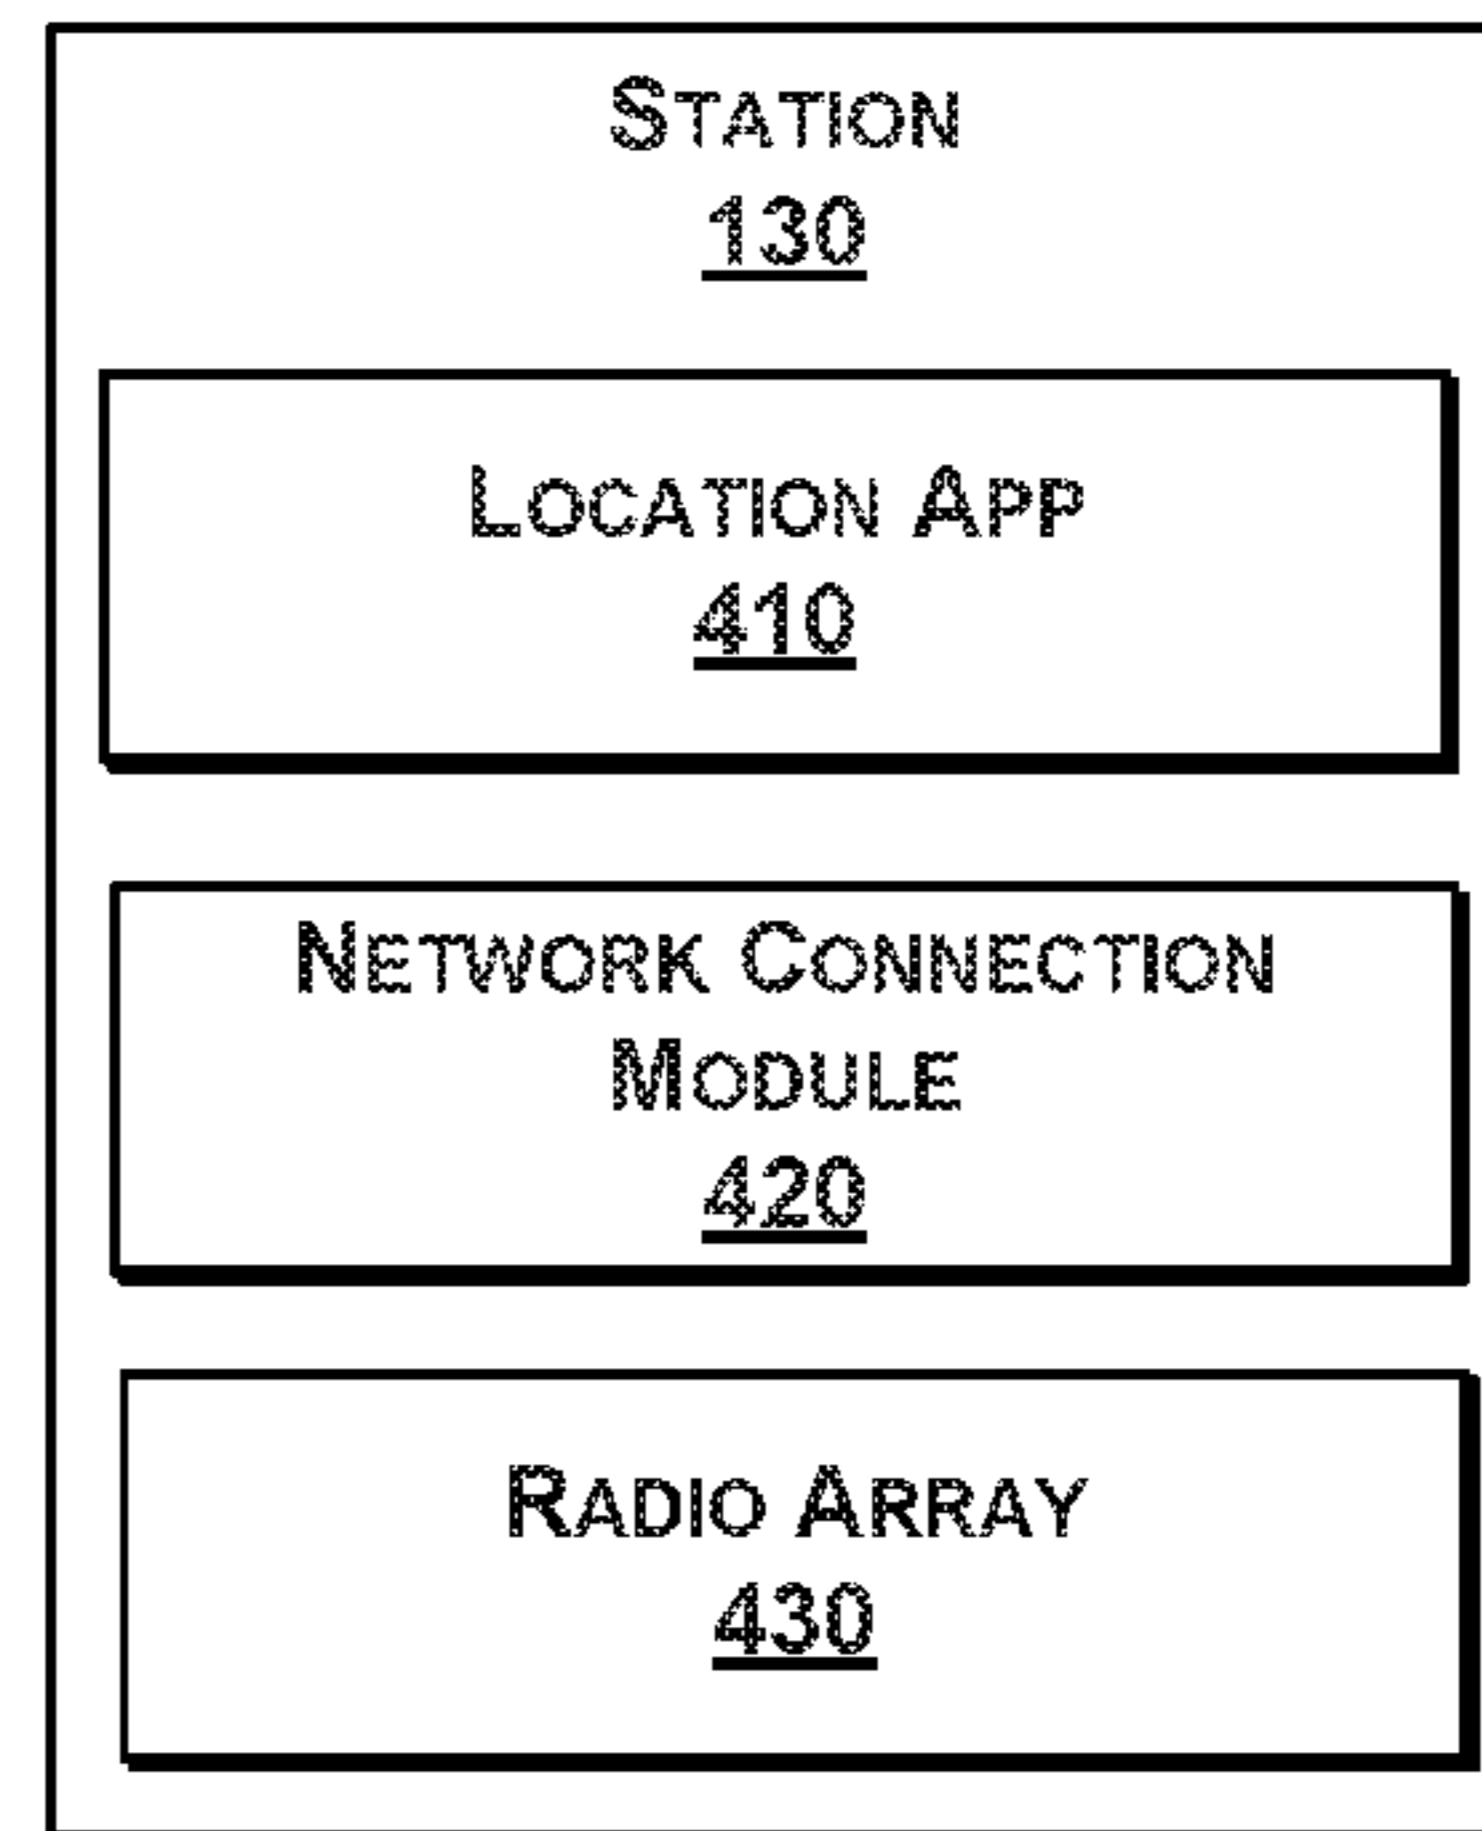 STATION
130
LOCATION APP
410
NETWORK CONNECTION
MODULE
420
RADIO ARRAY
430